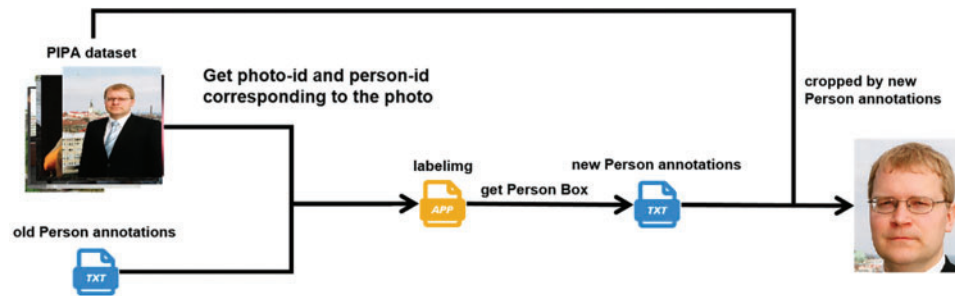 PIPA dataset
Get photo-id and person-id
corresponding to the photo
cropped by new
Person annotations
labelimg
new Person annotations
APP
get Person Box
TXT
old Person annotations
TXT